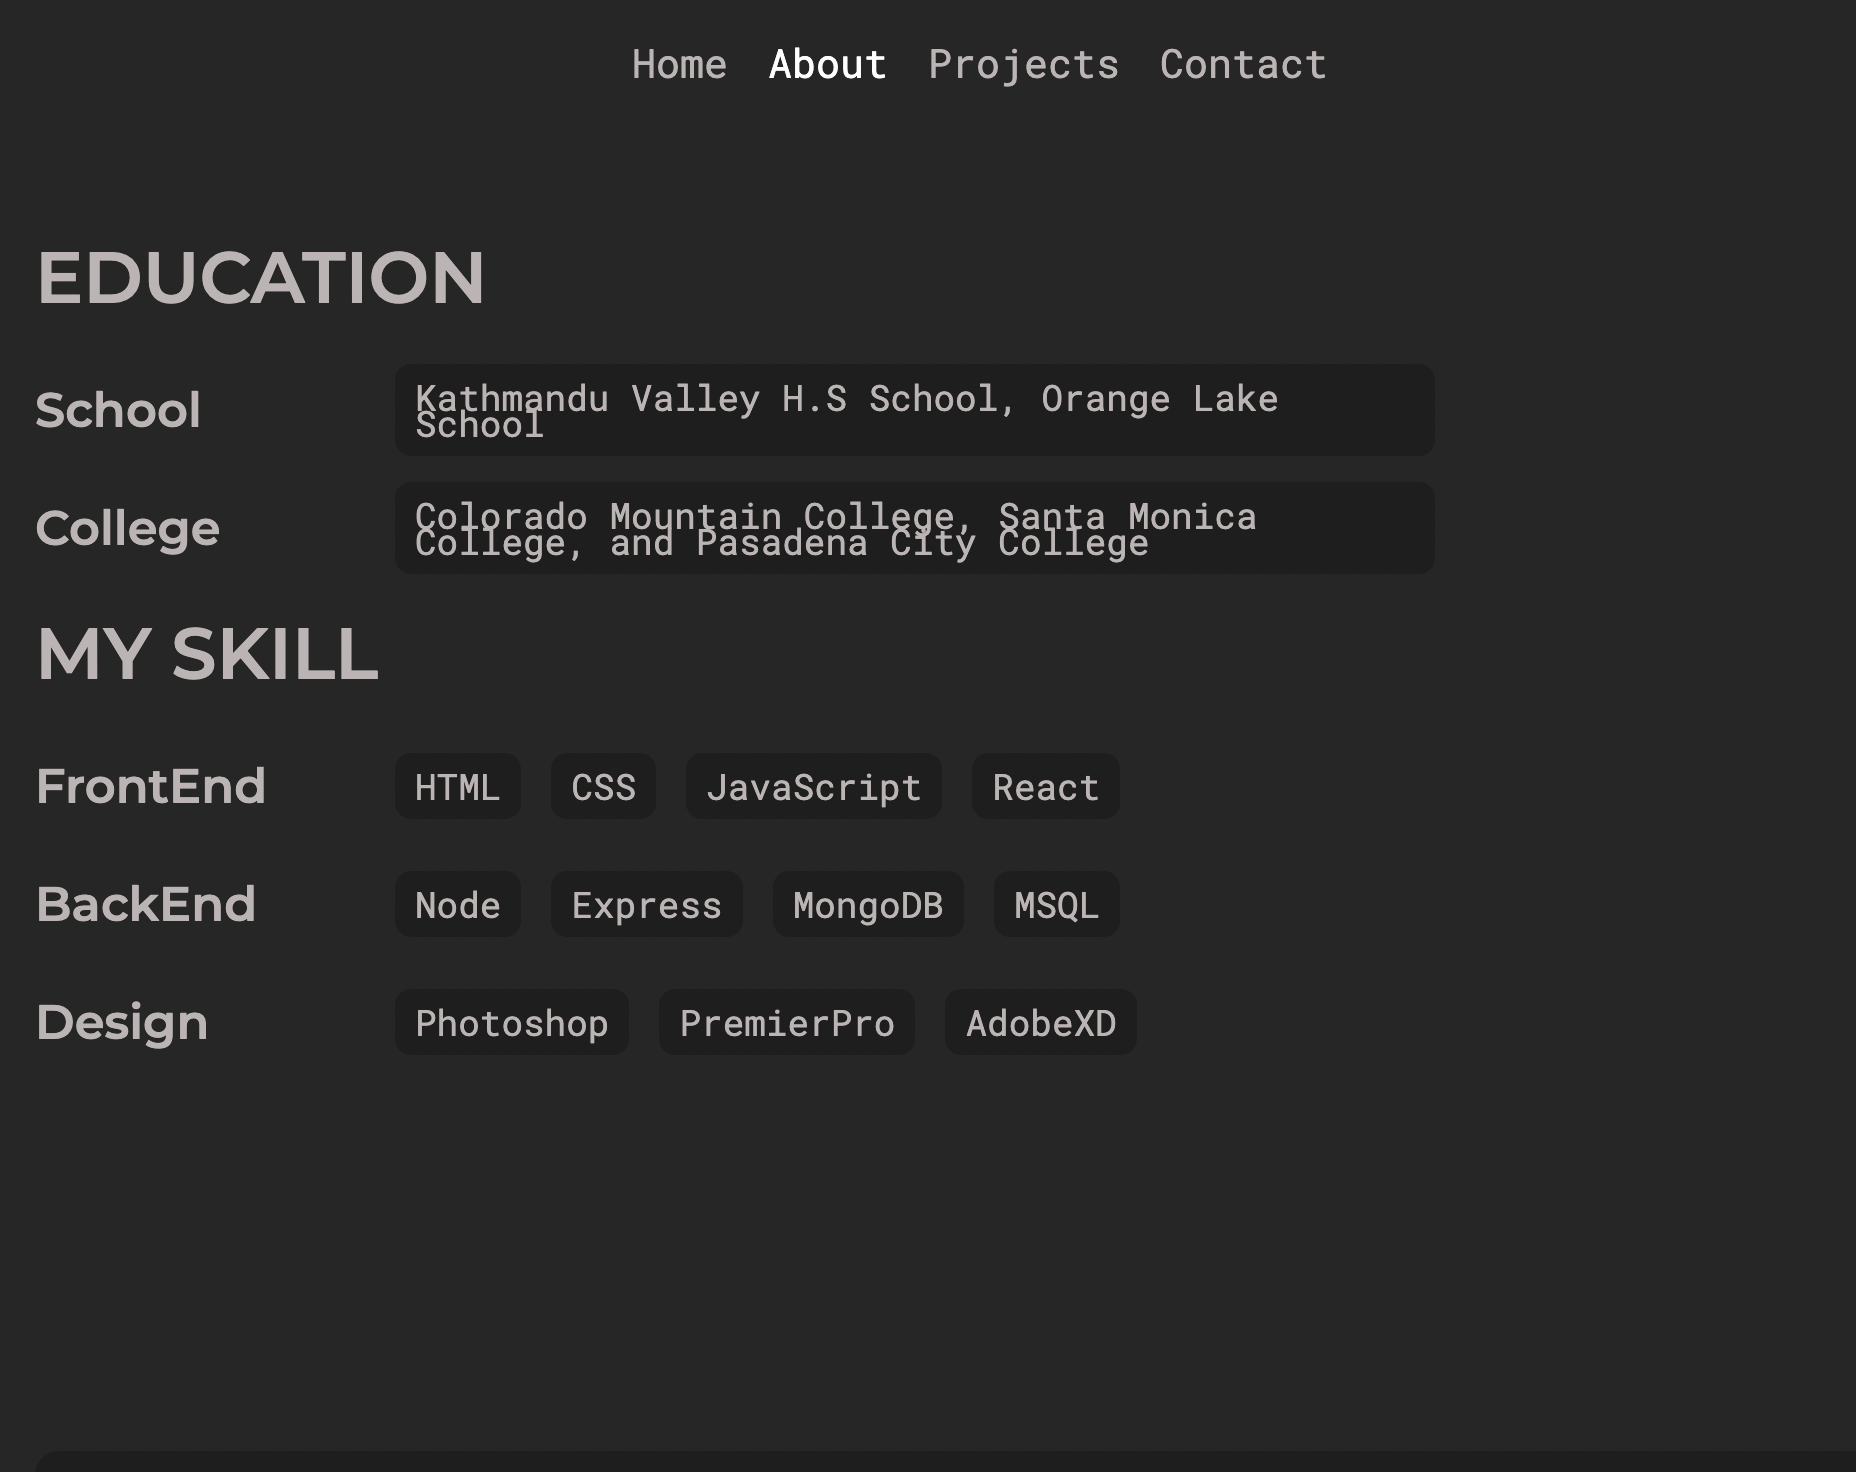 Home About Projects Contact
EDUCATION
School
Kathmandu Valley H.S School, Orange Lake
School
College
Colorado Mountain College, Santa Monica
College, and Pasadena City College
MY SKILL
FrontEnd HTML CSS JavaScript React
BackEnd Node Express MongoDB MSQL
Design Photoshop PremierPro AdobeXD